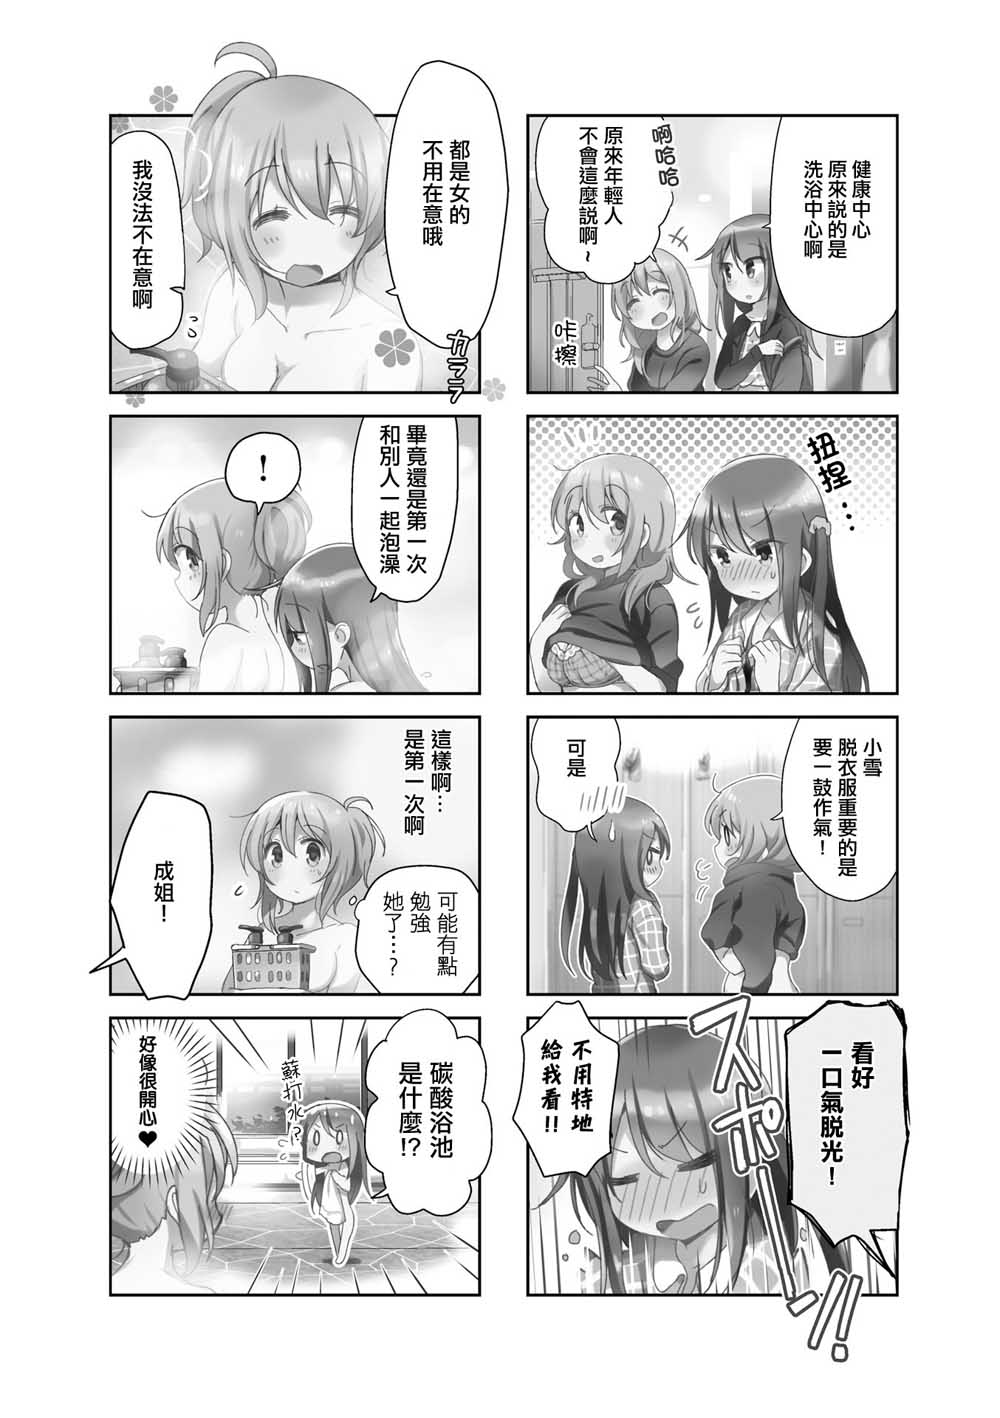 健康中心
原來說的是
洗浴中心啊
啊哈哈
原來年輕人
不會這麼說啊~
咔擦
扭捏…
小雪
脱衣服重要的是
要一鼓作氣！
可是
看好
一口氣脱光！
スポーン!!
不用特地
給我看!!
都是女的
不用在意哦
我沒法不在意啊
カララ
畢竟還是第一次
和別人一起泡澡
！
這樣啊…
是第一次啊
可能有點
勉強
她了…?
成姐！
碳酸浴池
是什麼!?
蘇打水!?
好像很開心♥